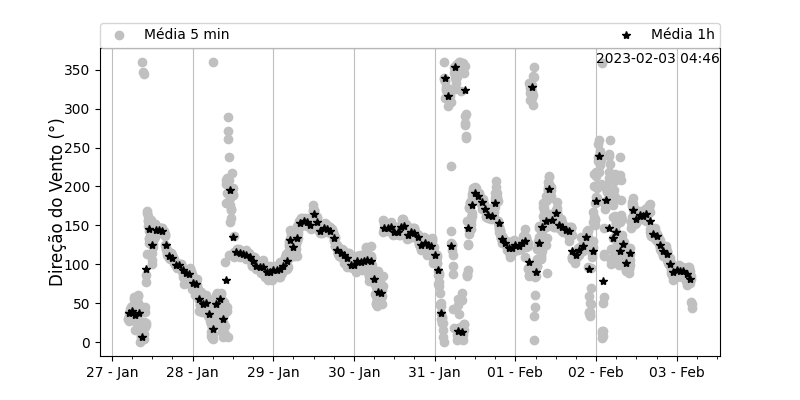 Média 5 min
Média 1h
2023-02-03 04:46
Direção do Vento (°)
350
300
250
200
150
100
50
0
27 - Jan
28 - Jan
29 - Jan
30 - Jan
31 - Jan
01 - Feb
02 - Feb
03 - Feb